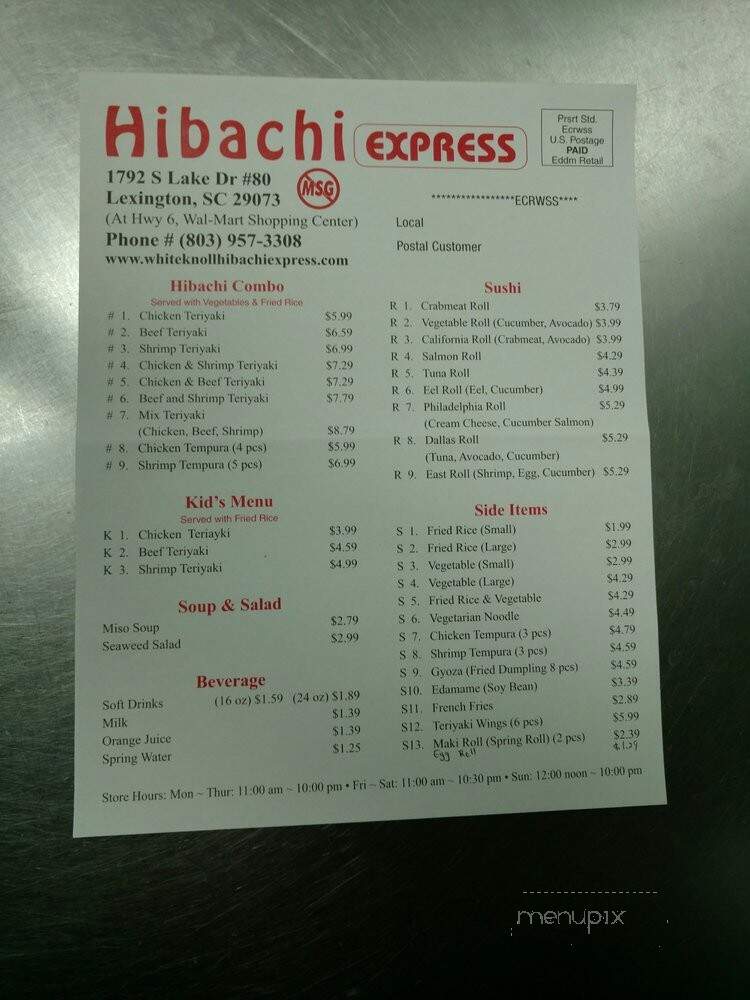 Hibachi EXPRESS
Prsrt Std.
Ecrwss
U.S. Postage
PAID
Eddm Retail
1792 S Lake Dr #80
Lexington, SC 29073
MSG
(At Hwy 6, Wal-Mart Shopping Center)
Phone # (803) 957-3308
www.whiteknollhibachiexpress.com
*****************ECRWSS****
Local
Postal Customer
Hibachi Combo
Served with Vegetables & Fried Rice
# 1. Chicken Teriyaki $5.99
# 2. Beef Teriyaki $6.59
# 3. Shrimp Teriyaki $6.99
# 4. Chicken & Shrimp Teriyaki $7.29
# 5. Chicken & Beef Teriyaki $7.29
# 6. Beef and Shrimp Teriyaki $7.79
# 7. Mix Teriyaki
(Chicken, Beef, Shrimp) $8.79
# 8. Chicken Tempura (4 pcs) $5.99
# 9. Shrimp Tempura (5 pcs) $6.99
Kid's Menu
Served with Fried Rice
K 1. Chicken Teriayki $3.99
K 2. Beef Teriyaki $4.59
K 3. Shrimp Teriyaki $4.99
Soup & Salad
Miso Soup $2.79
Seaweed Salad $2.99
Beverage
Soft Drinks (16 oz) $1.59 (24 oz) $1.89
Milk $1.39
Orange Juice $1.39
Spring Water $1.25
Sushi
R 1. Crabmeat Roll $3.79
R 2. Vegetable Roll (Cucumber, Avocado) $3.99
R 3. California Roll (Crabmeat, Avocado) $3.99
R 4. Salmon Roll $4.29
R 5. Tuna Roll $4.39
R 6. Eel Roll (Eel, Cucumber) $4.99
R 7. Philadelphia Roll $5.29
(Cream Cheese, Cucumber Salmon)
R 8. Dallas Roll $5.29
(Tuna, Avocado, Cucumber)
R 9. East Roll (Shrimp, Egg, Cucumber) $5.29
Side Items
S 1. Fried Rice (Small) $1.99
S 2. Fried Rice (Large) $2.99
S 3. Vegetable (Small) $2.99
S 4. Vegetable (Large) $4.29
S 5. Fried Rice & Vegetable $4.29
S 6. Vegetarian Noodle $4.49
S 7. Chicken Tempura (3 pcs) $4.79
S 8. Shrimp Tempura (3 pcs) $4.59
S 9. Gyoza (Fried Dumpling 8 pcs) $4.59
S10. Edamame (Soy Bean) $3.39
S11. French Fries $2.89
S12. Teriyaki Wings (6 pcs) $5.99
S13. Maki Roll (Spring Roll) (2 pcs) $2.39
Egg Roll
Store Hours: Mon ~ Thur: 11:00 am ~ 10:00 pm • Fri ~ Sat: 11:00 am ~ 10:30 pm • Sun: 12:00 noon ~ 10:00 pm
menupix